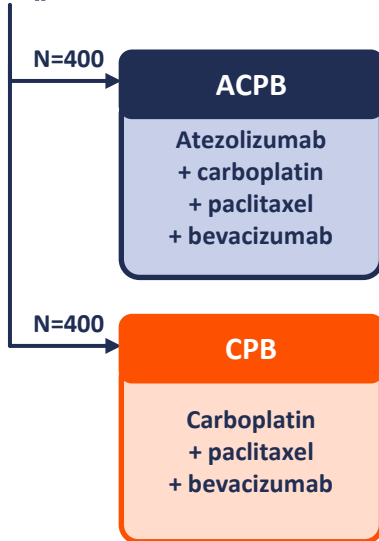 N=400
ACPB
Atezolizumab
+ carboplatin
+ paclitaxel
+ bevacizumab
N=400
CPB
Carboplatin
+ paclitaxel
+ bevacizumab